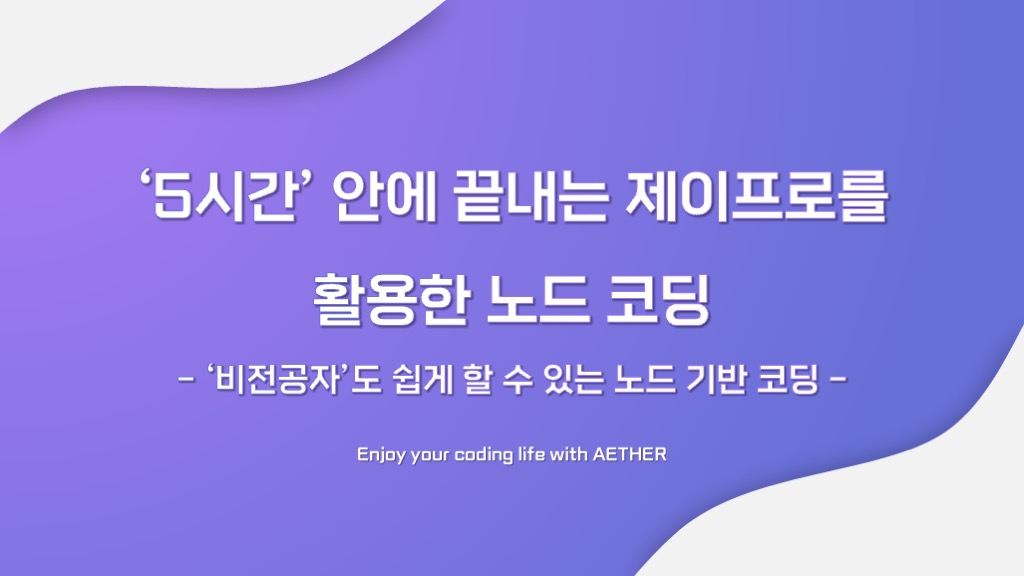 ‘5시간’ 안에 끝내는 제이프로를
활용한 노드 코딩
– ‘비전공자’도 쉽게 할 수 있는 노드 기반 코딩 –
Enjoy your coding life with AETHER